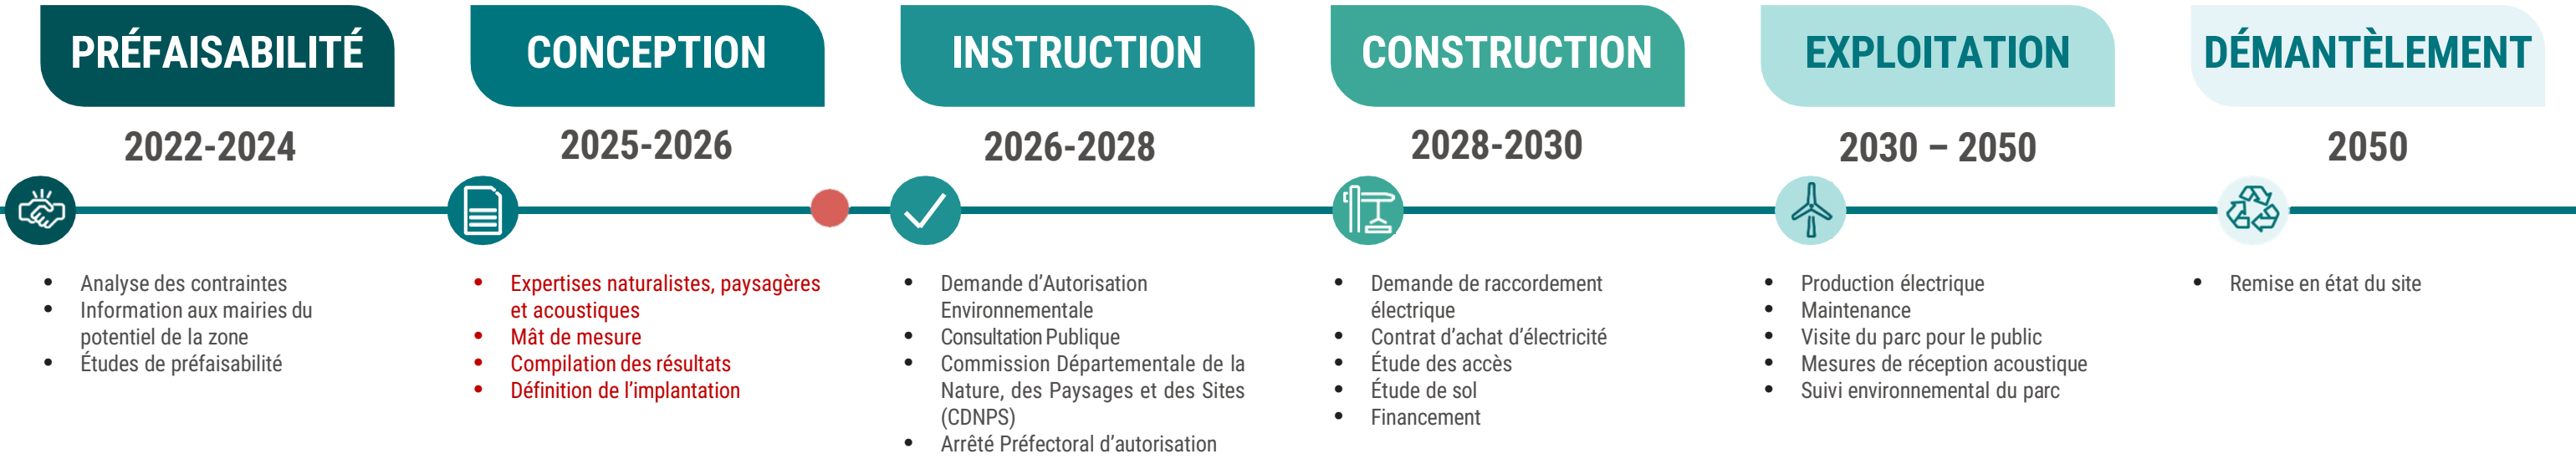 PRÉFAISABILITÉ
2022-2024
• Analyse des contraintes
• Information aux mairies du
potentiel de la zone
• Études de préfaisabilité
CONCEPTION
2025-2026
• Expertises naturalistes, paysagères
et acoustiques
• Mât de mesure
• Compilation des résultats
• Définition de l'implantation
INSTRUCTION
2026-2028
• Demande d'Autorisation
Environnementale
• Consultation Publique
• Commission Départementale de la
Nature, des Paysages et des Sites
(CDNPS)
• Arrêté Préfectoral d'autorisation
CONSTRUCTION
2028-2030
• Demande de raccordement
électrique
• Contrat d'achat d'électricité
• Étude des accès
• Étude de sol
• Financement
EXPLOITATION
2030 – 2050
• Production électrique
• Maintenance
• Visite du parc pour le public
• Mesures de réception acoustique
• Suivi environnemental du parc
DÉMANTÈLEMENT
2050
• Remise en état du site